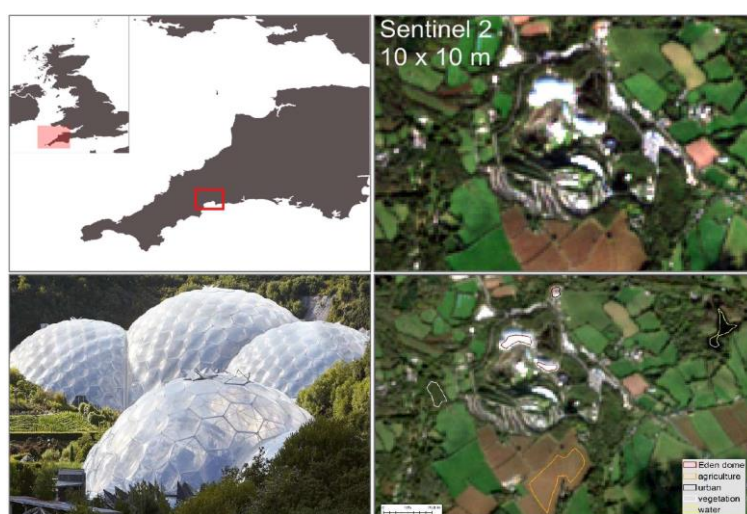 Sentinel 2
10 x 10 m
Eden dome
agriculture
urban
vegetation
water